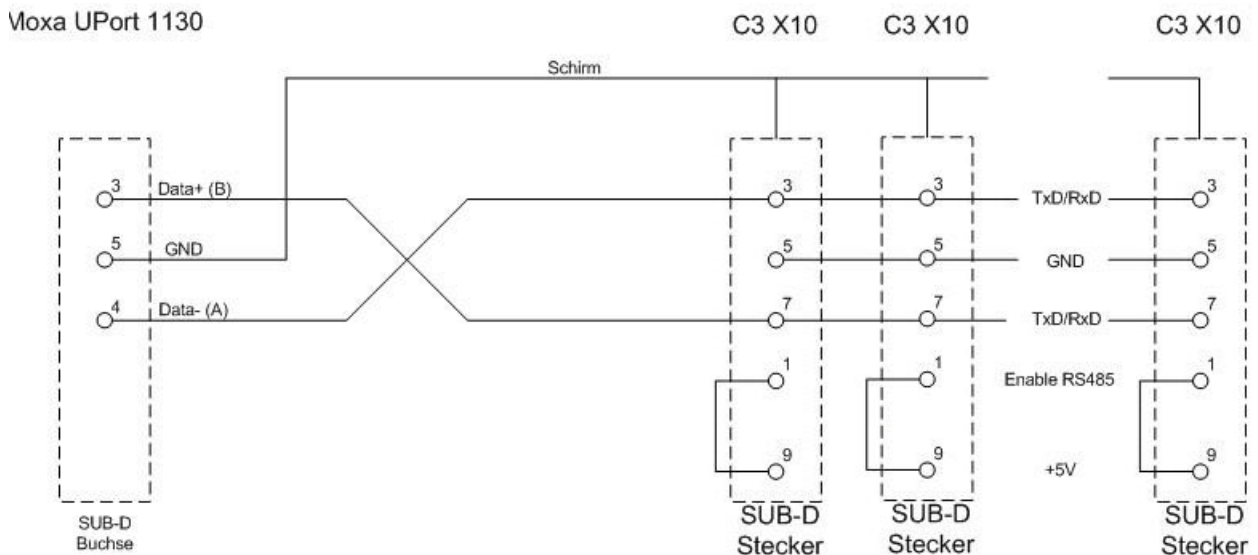 Moxa UPort 1130
C3 X10
C3 X10
C3 X10
Schirm
3
Data+ (B)
3
3
TxD/RxD
3
5
GND
5
5
GND
5
4
Data- (A)
7
7
TxD/RxD
7
1
1
Enable RS485
1
9
9
+5V
9
SUB-D
Buchse
SUB-D
Stecker
SUB-D
Stecker
SUB-D
Stecker